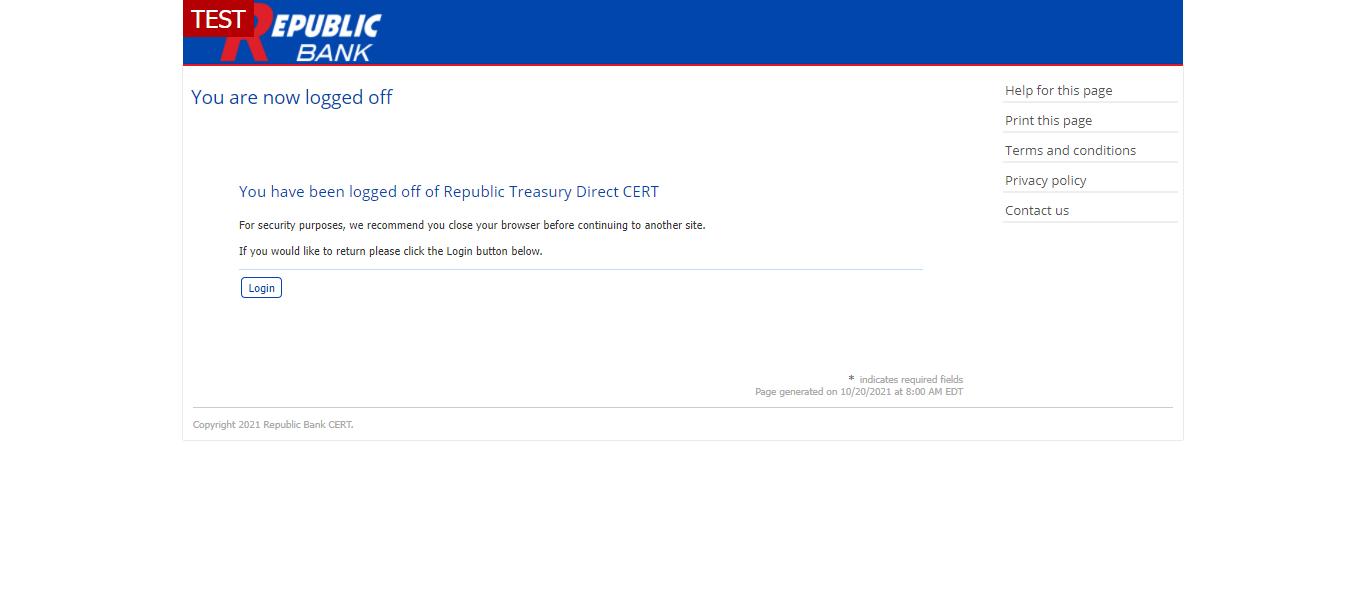 TEST
REPUBLIC
BANK
You are now logged off
Help for this page
Print this page
Terms and conditions
Privacy policy
Contact us
You have been logged off of Republic Treasury Direct CERT
For security purposes, we recommend you close your browser before continuing to another site.
If you would like to return please click the Login button below.
Login
* indicates required fields
Page generated on 10/20/2021 at 8:00 AM EDT
Copyright 2021 Republic Bank CERT.